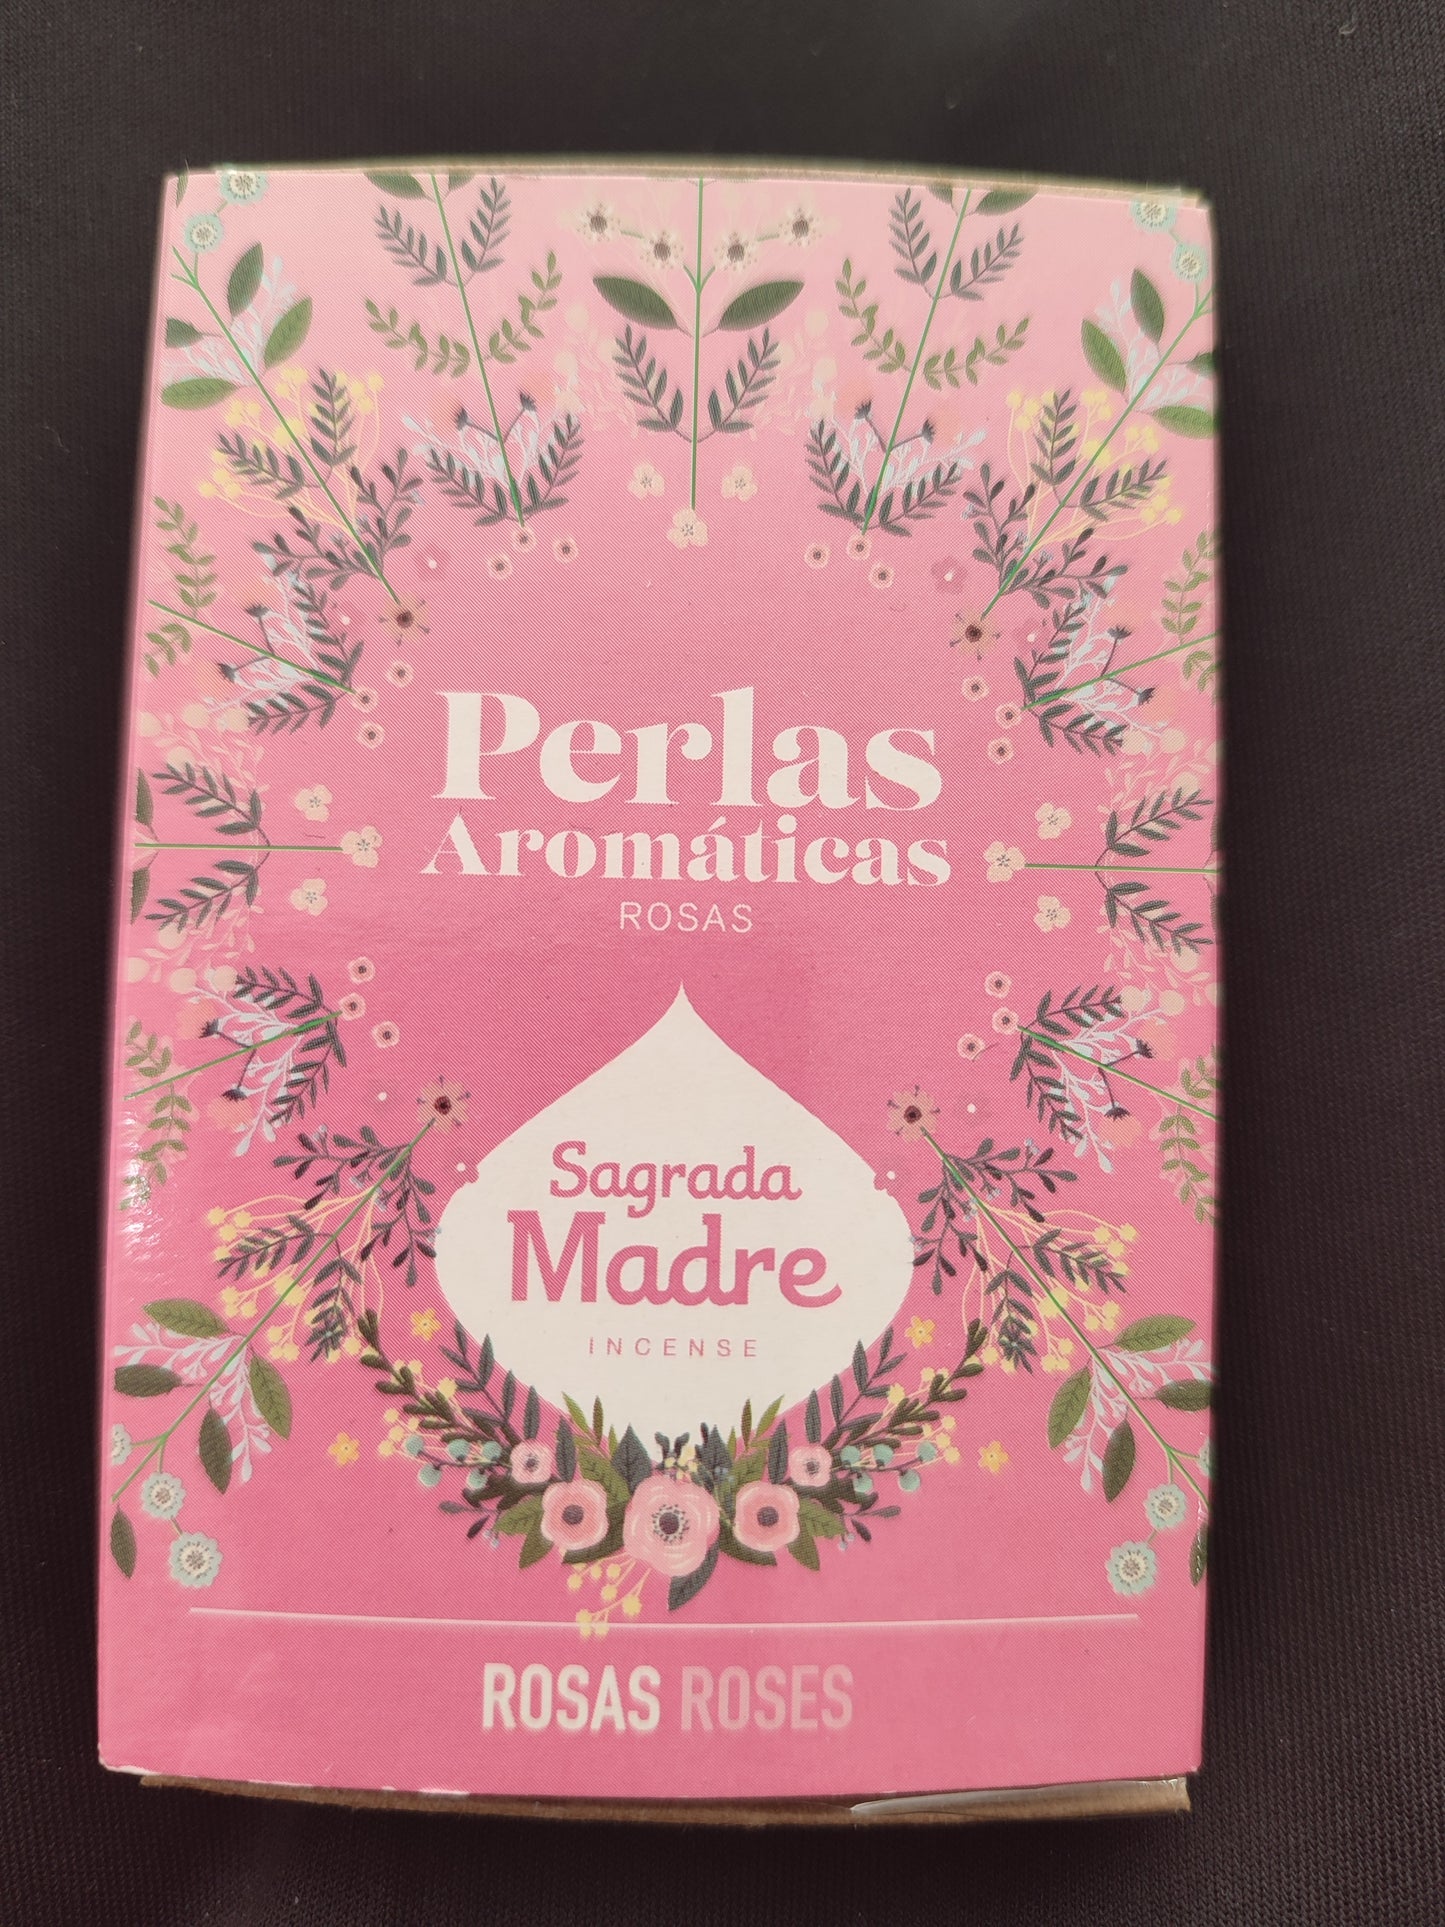 Perlas
Aromáticas
ROSAS
Sagrada
Madre
INCENSE
ROSAS ROSES